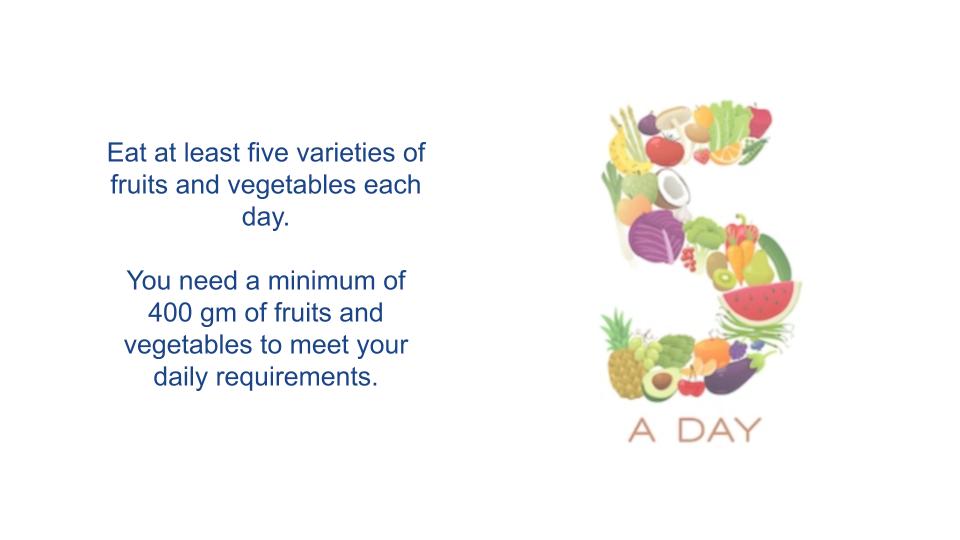 Eat at least five varieties of
fruits and vegetables each
day.
You need a minimum of
400 gm of fruits and
vegetables to meet your
daily requirements.
A DAY